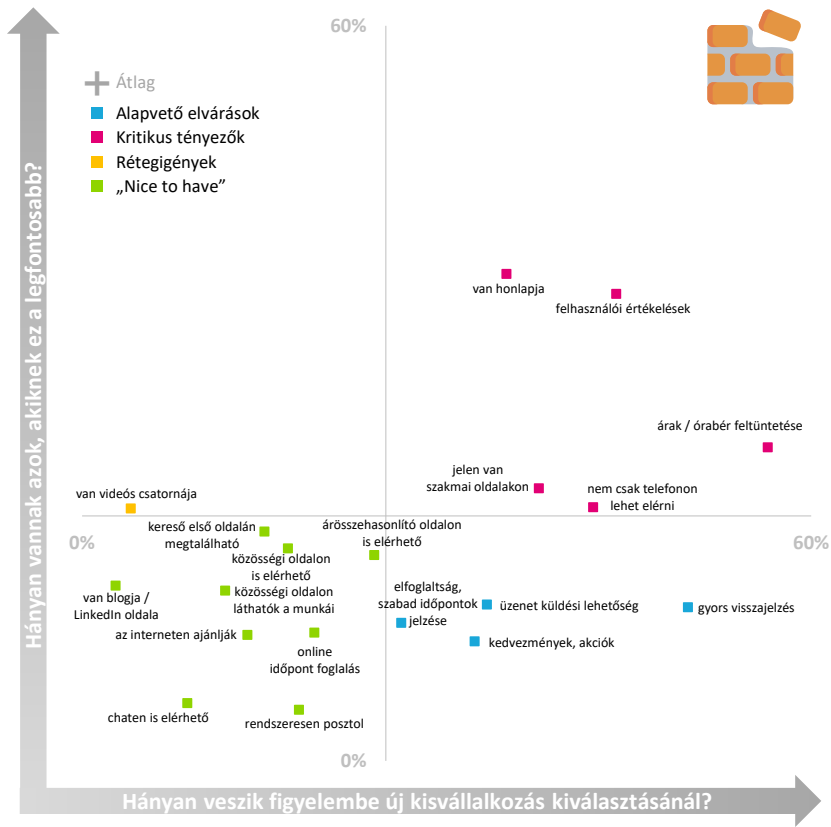 60%
Átlag
Alapvető elvárások
Kritikus tényezők
Rétegigények
„Nice to have”
Hányan vannak azok, akiknek ez a legfontosabb?
van honlapja
felhasználói értékelések
árak / órabér feltüntetése
jelen van
szakmai oldalakon
nem csak telefonon
lehet elérni
van videós csatornája
kereső első oldalán
megtalálható
árösszehasonlító oldalon
is elérhető
0%
60%
közösségi oldalon
is elérhető
van blogja /
LinkedIn oldala
közösségi oldalon
láthatók a munkái
elfoglaltság,
szabad időpontok
jelzése
üzenet küldési lehetőség
gyors visszajelzés
az interneten ajánlják
online
időpont foglalás
kedvezmények, akciók
chaten is elérhető
rendszeresen posztol
0%
Hányan veszik figyelembe új kisvállalkozás kiválasztásánál?